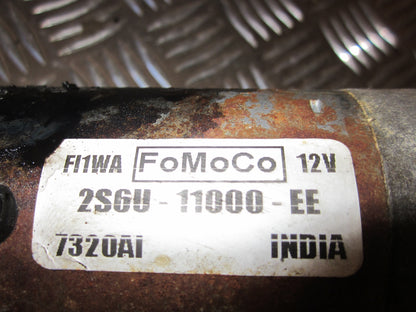 FI1WA FoMoCo 12V
2S6U - 11000 - EE
7320AI INDIA